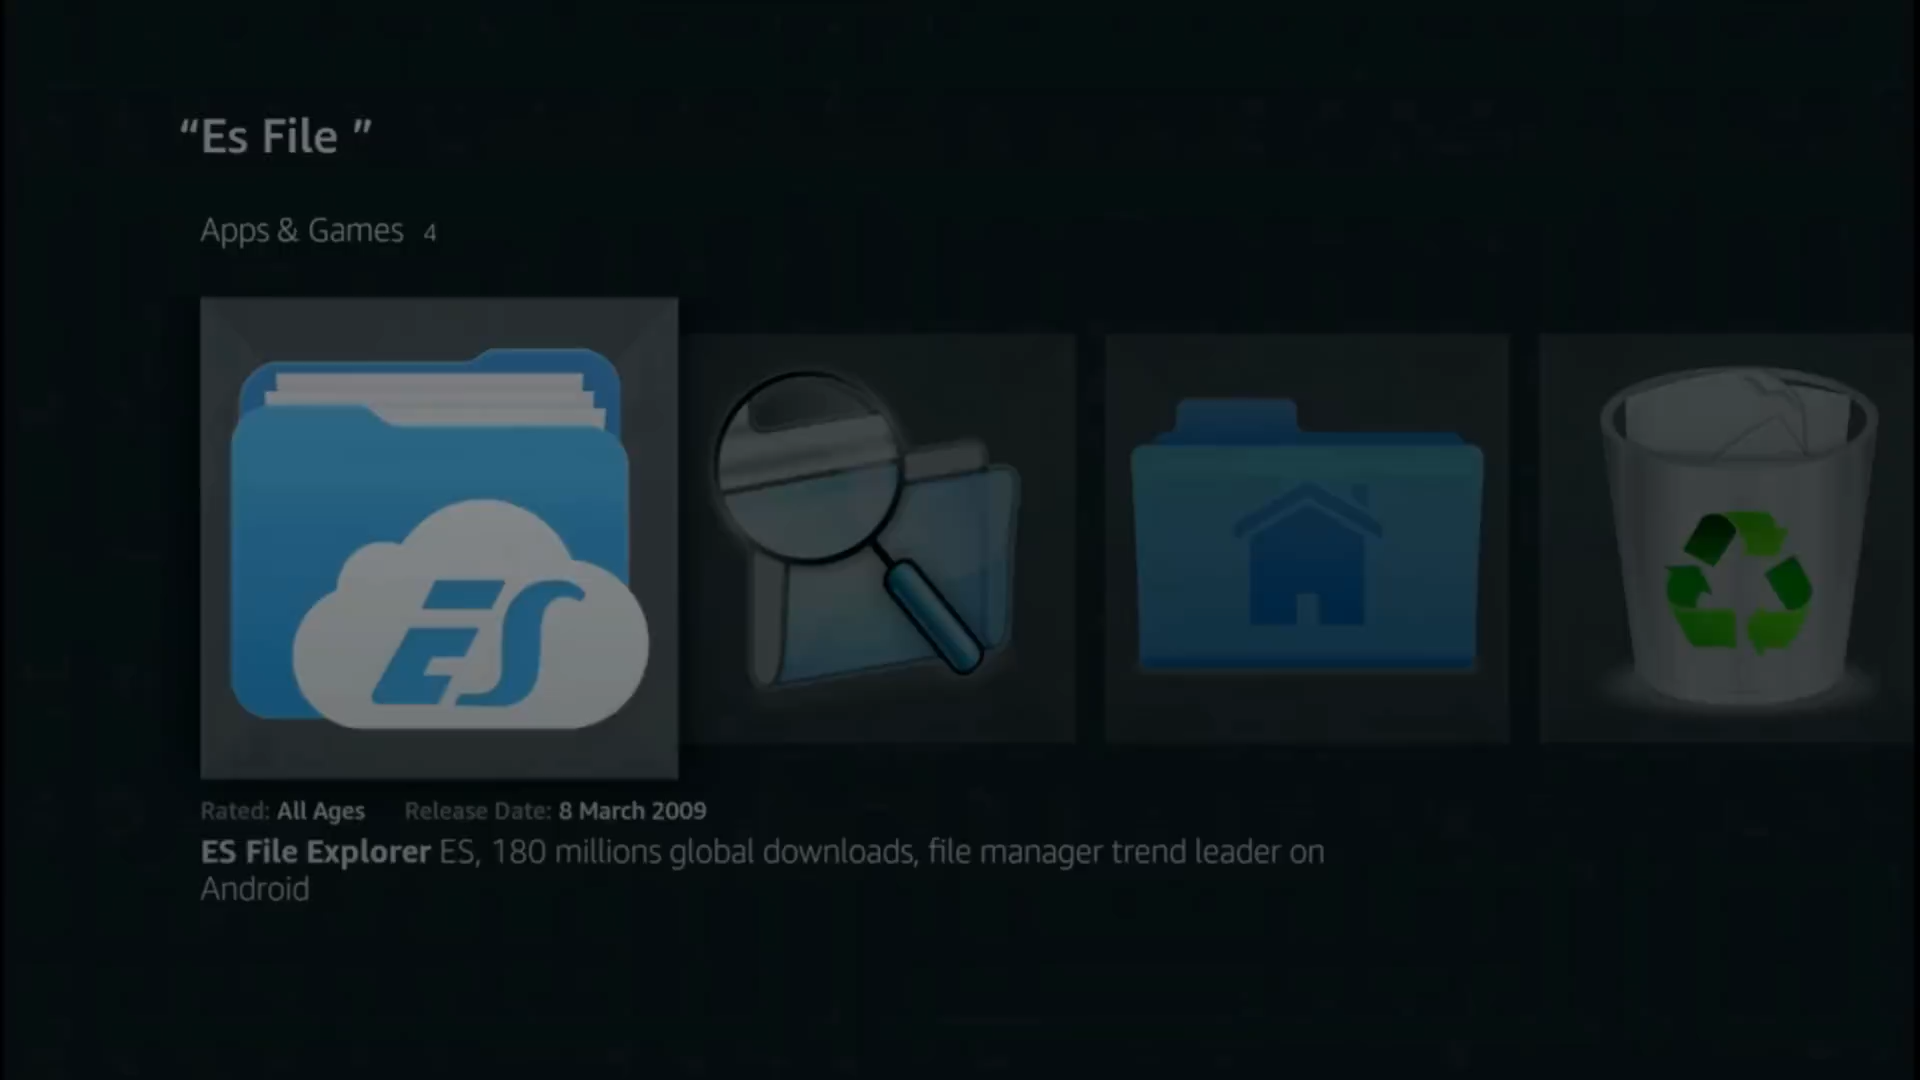 “Es File ”
Apps & Games 4
ES
Rated: All Ages Release Date: 8 March 2009
ES File Explorer ES, 180 millions global downloads, file manager trend leader on
Android